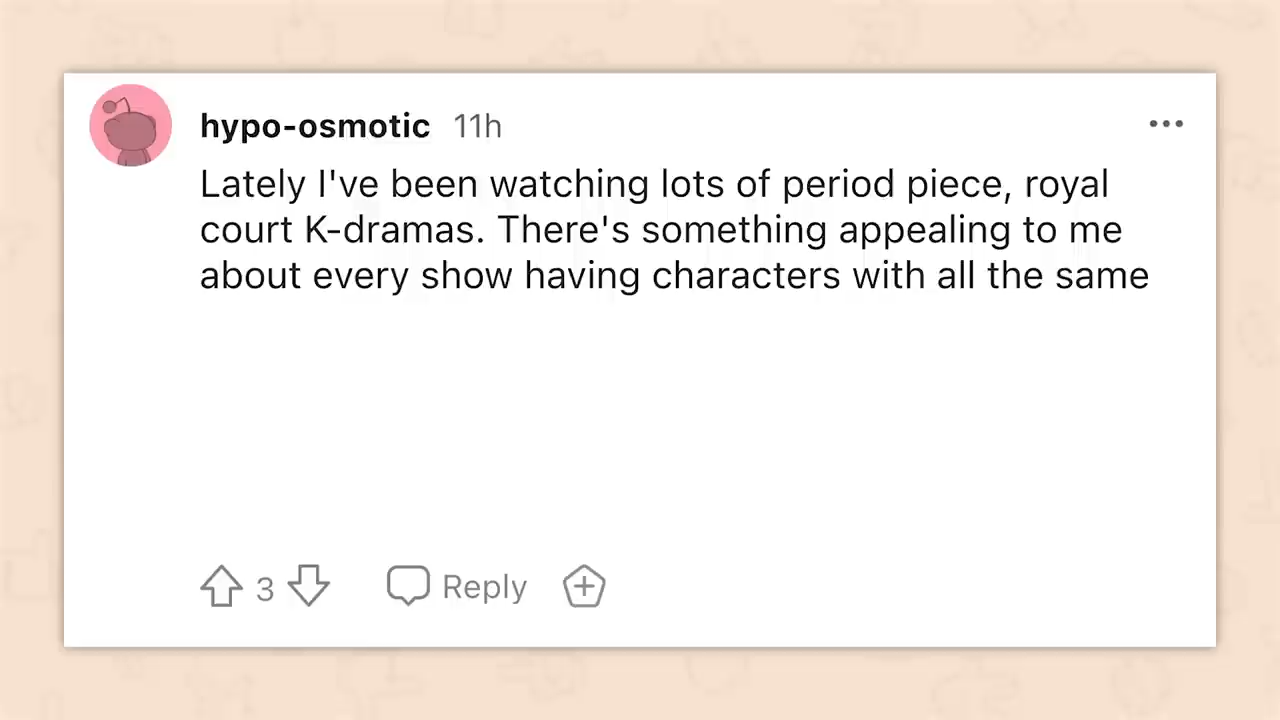 hypo-osmotic 11h
Lately I've been watching lots of period piece, royal
court K-dramas. There's something appealing to me
about every show having characters with all the same
3 Reply